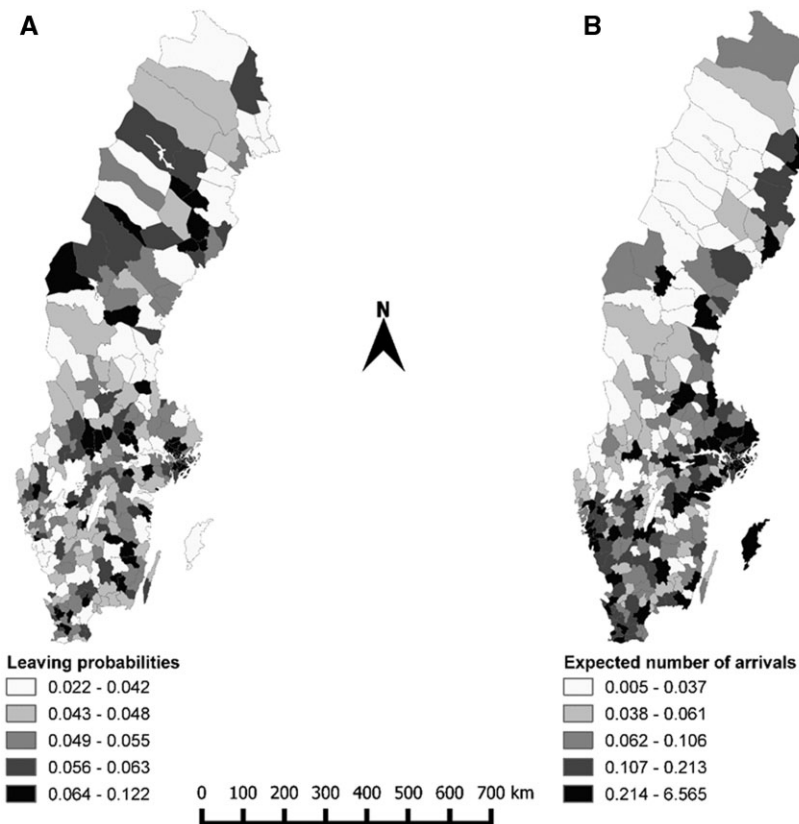 A
B
N
Leaving probabilities
0.022 - 0.042
0.043 - 0.048
0.049 - 0.055
0.056 - 0.063
0.064 - 0.122
Expected number of arrivals
0.005 - 0.037
0.038 - 0.061
0.062 - 0.106
0.107 - 0.213
0.214 - 6.565
0 100 200 300 400 500 600 700 km